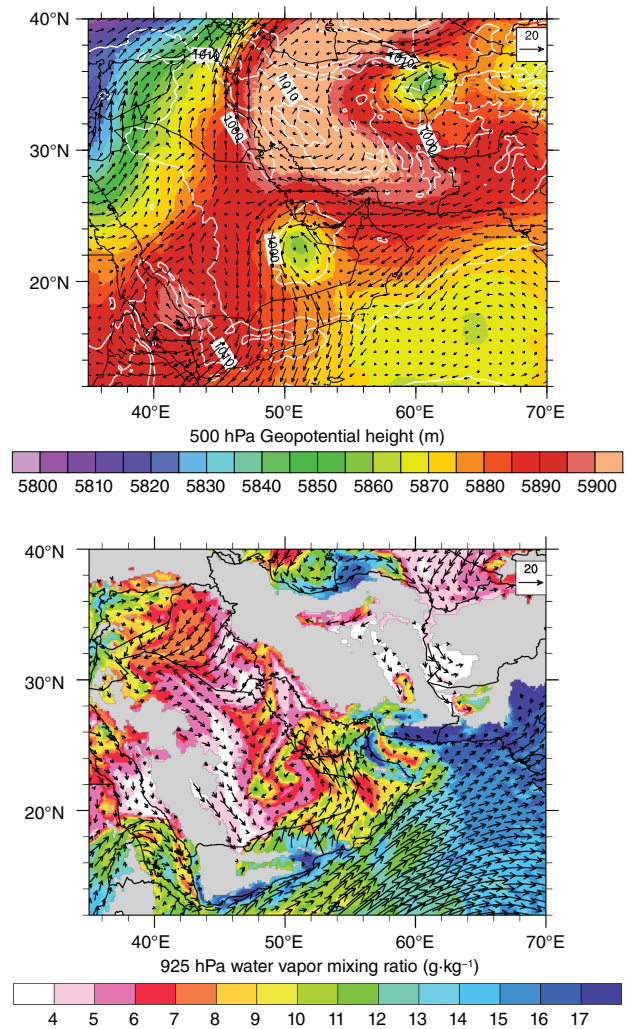 40°N
20
1010
1010
1010
1000
1000
30°N
1000
20°N
1010
40°E 50°E 60°E 70°E
500 hPa Geopotential height (m)
5800 5810 5820 5830 5840 5850 5860 5870 5880 5890 5900
40°N
20
30°N
20°N
40°E 50°E 60°E 70°E
925 hPa water vapor mixing ratio (g·kg⁻¹)
4 5 6 7 8 9 10 11 12 13 14 15 16 17